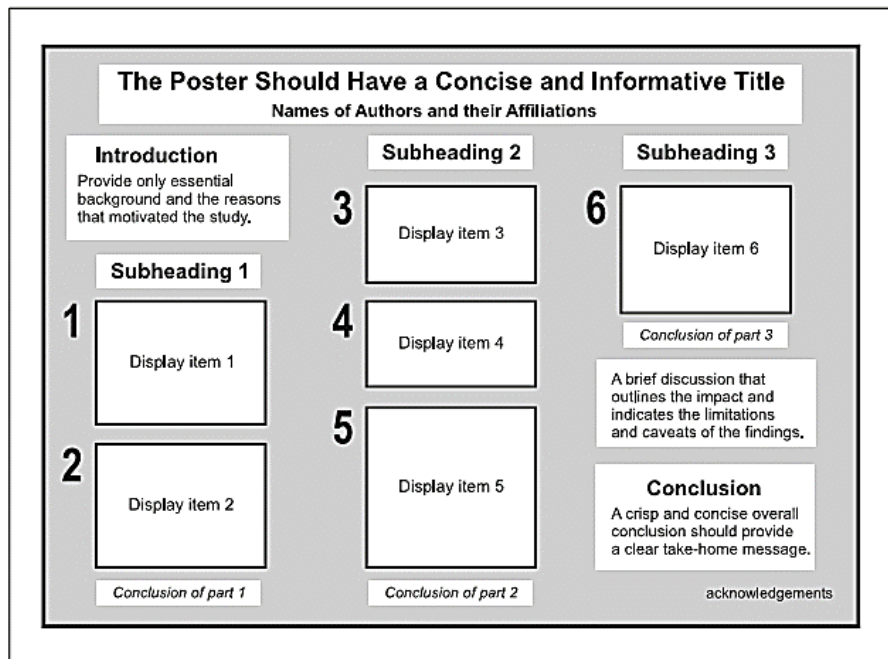 The Poster Should Have a Concise and Informative Title
Names of Authors and their Affiliations
Introduction
Provide only essential
background and the reasons
that motivated the study.
Subheading 1
1
Display item 1
2
Display item 2
Conclusion of part 1
Subheading 2
3
Display item 3
4
Display item 4
5
Display item 5
Conclusion of part 2
Subheading 3
6
Display item 6
Conclusion of part 3
A brief discussion that
outlines the impact and
indicates the limitations
and caveats of the findings.
Conclusion
A crisp and concise overall
conclusion should provide
a clear take-home message.
acknowledgements